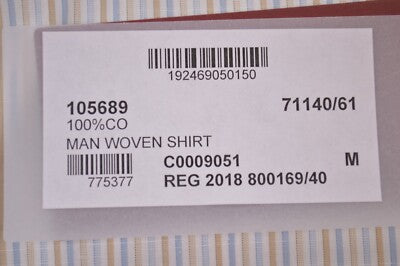 192469050150
105689 71140/61
100%CO
MAN WOVEN SHIRT
C0009051 M
775377 REG 2018 800169/40